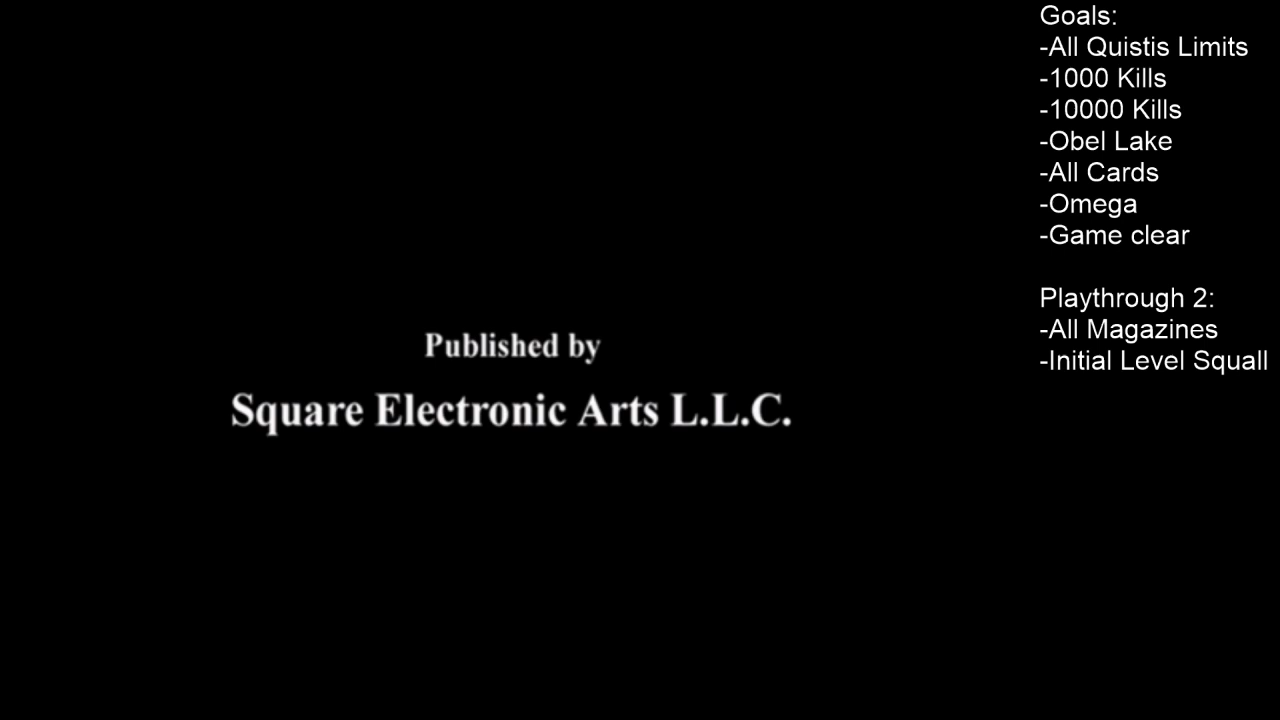 Goals:
-All Quistis Limits
-1000 Kills
-10000 Kills
-Obel Lake
-All Cards
-Omega
-Game clear
Playthrough 2:
-All Magazines
-Initial Level Squall
Published by
Square Electronic Arts L.L.C.